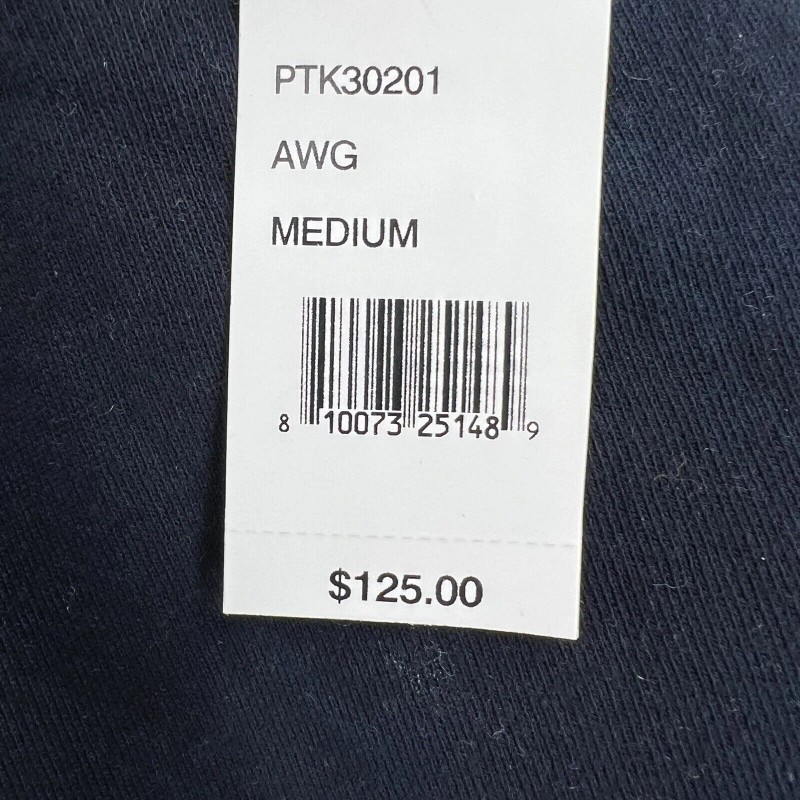 PTK30201
AWG
MEDIUM
8 10073 25148 9
$125.00